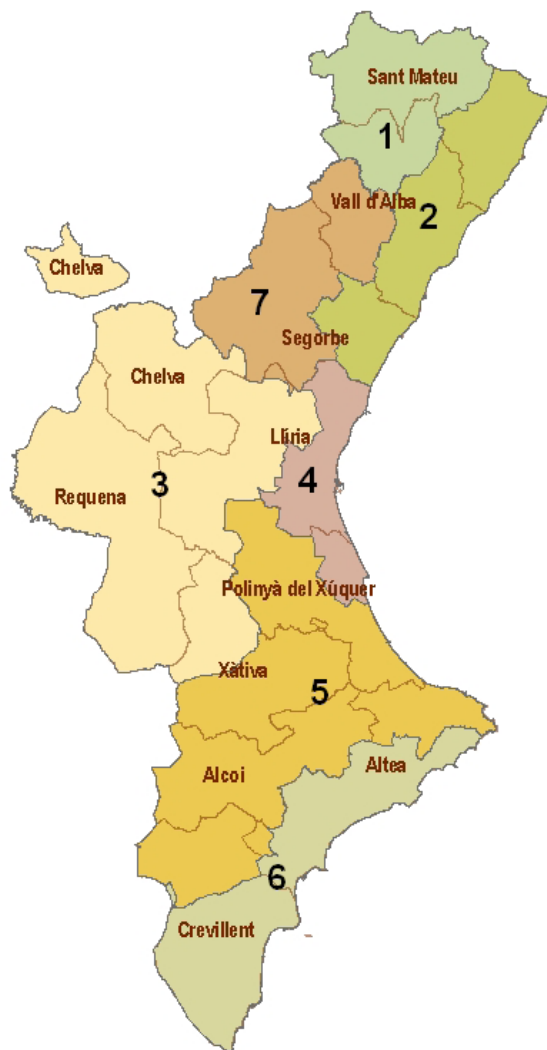 Sant Mateu
1
Vall d'Alba
2
Chelva
7
Segorbe
Chelva
Llíria
3
4
Requena
Polinyà del Xúquer
Xàtiva
5
Alcoi
Altea
6
Crevillent